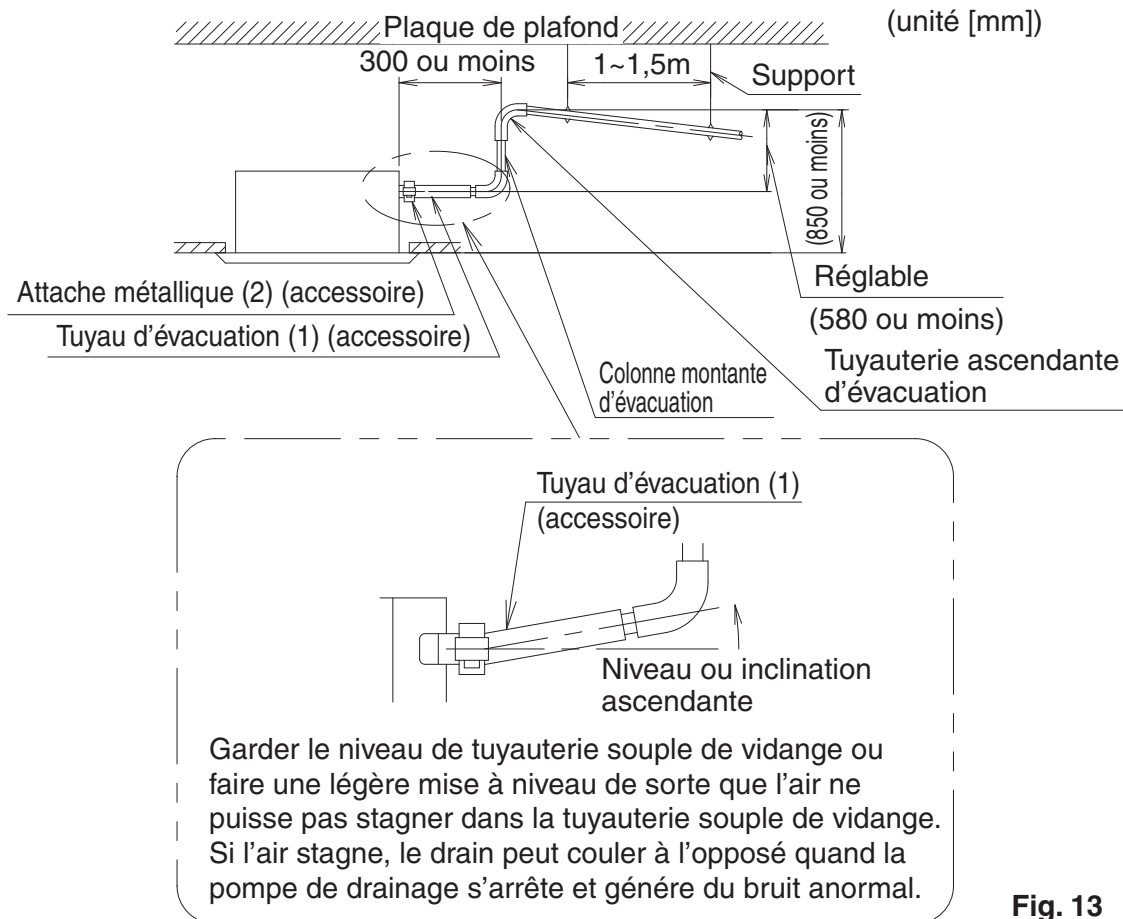 (unité [mm])
Plaque de plafond
300 ou moins
1~1,5m
Support
(850 ou moins)
Réglable
(580 ou moins)
Attache métallique (2) (accessoire)
Tuyau d’évacuation (1) (accessoire)
Colonne montante
d’évacuation
Tuyauterie ascendante
d’évacuation
Tuyau d’évacuation (1)
(accessoire)
Niveau ou inclination
ascendante
Garder le niveau de tuyauterie souple de vidange ou
faire une légère mise à niveau de sorte que l’air ne
puisse pas stagner dans la tuyauterie souple de vidange.
Si l’air stagne, le drain peut couler à l’opposé quand la
pompe de drainage s’arrête et génére du bruit anormal.
Fig. 13